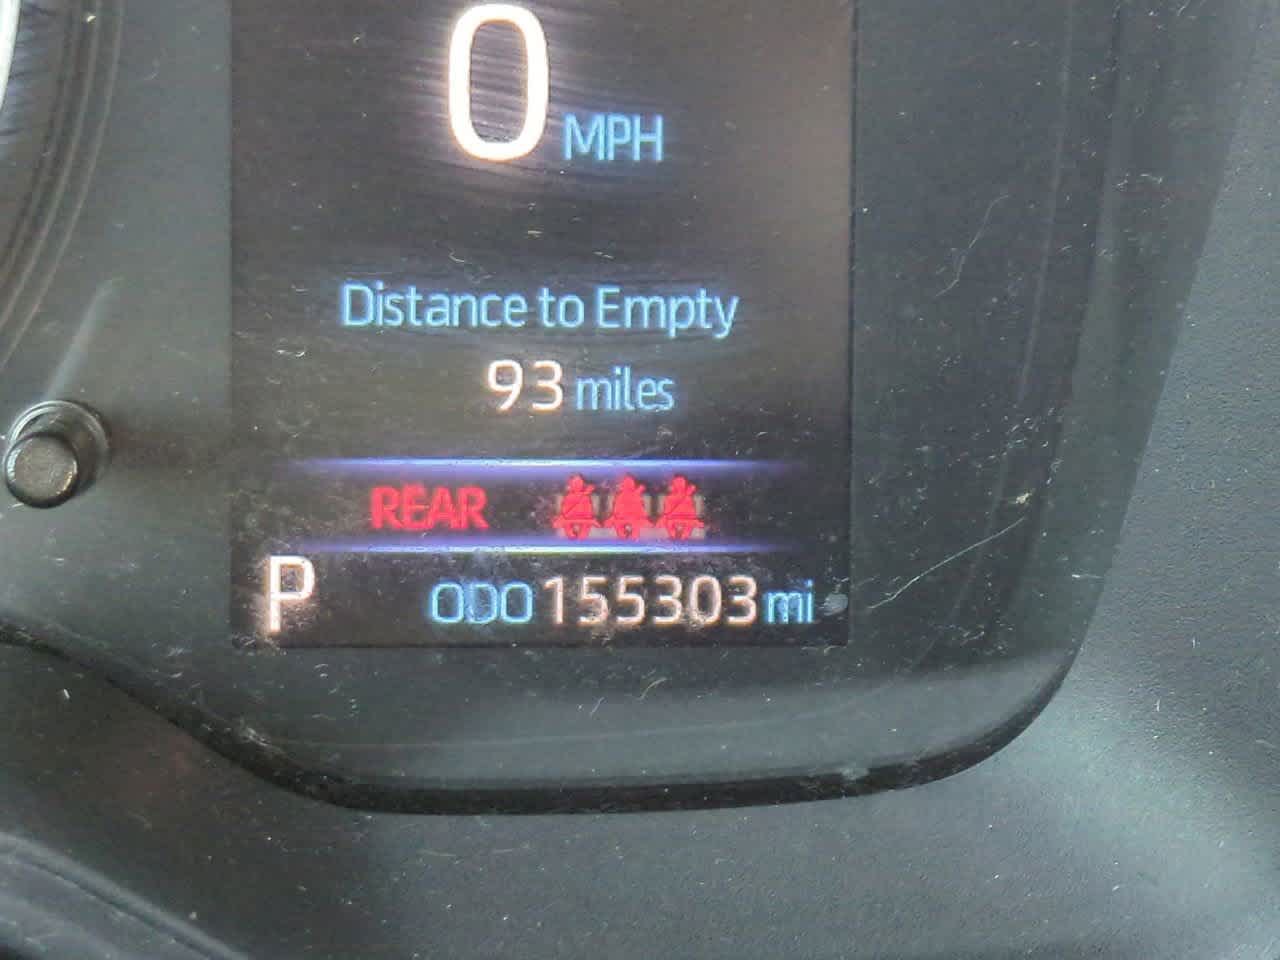 0 MPH
Distance to Empty
93 miles
REAR
P ODO 155303 mi